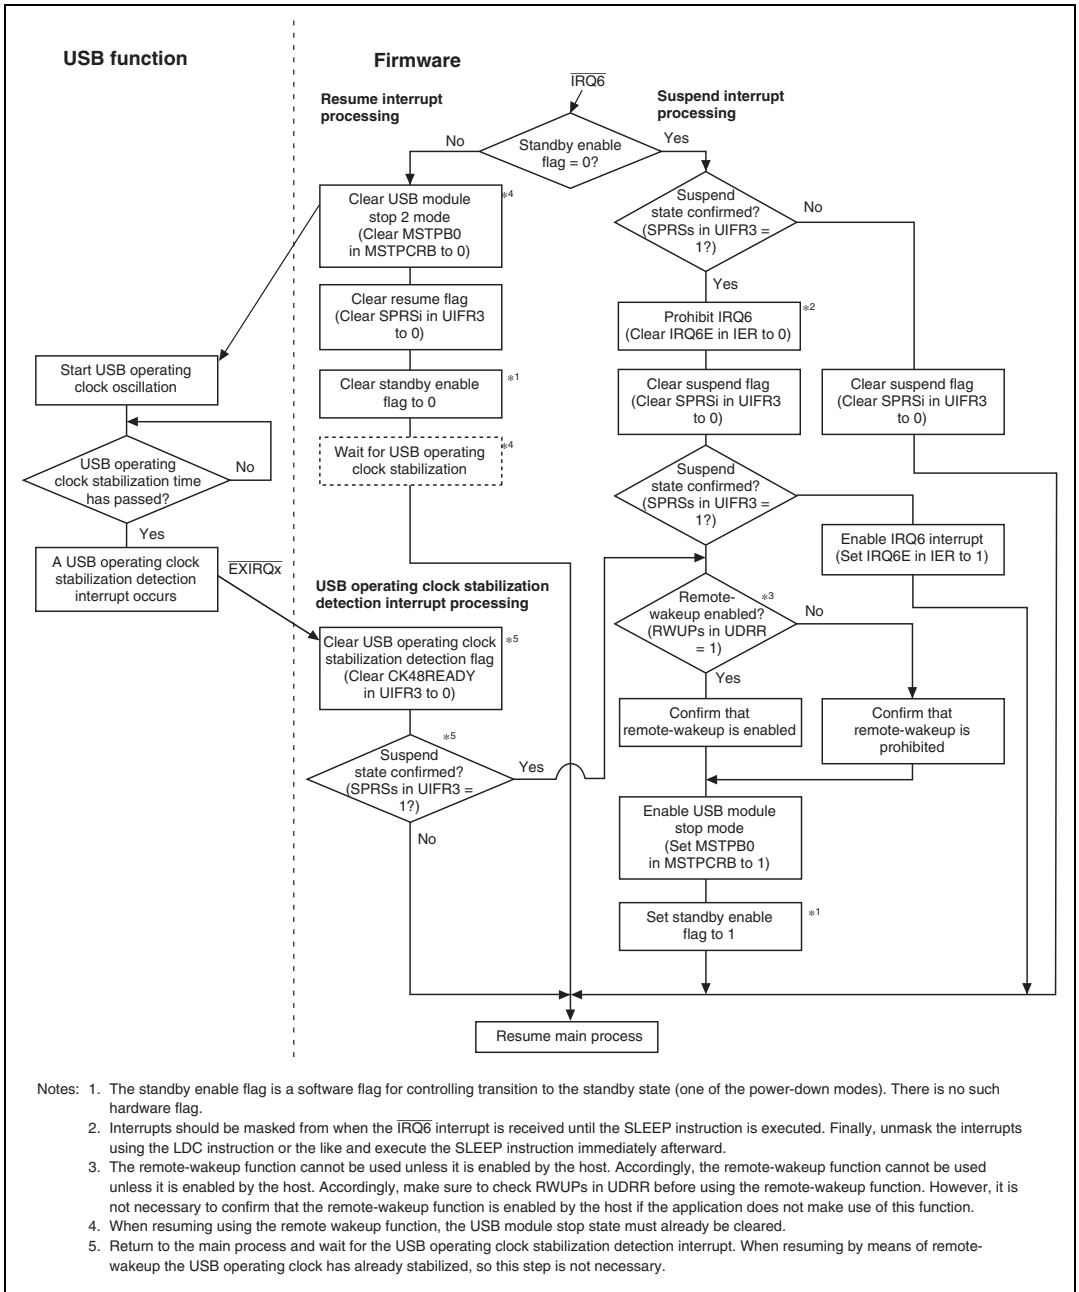 USB function
Firmware
IRQ6
Resume interrupt
processing
Suspend interrupt
processing
No
Standby enable
flag = 0?
Yes
Clear USB module
stop 2 mode
(Clear MSTPB0
in MSTPCRB to 0)
*4
Suspend
state confirmed?
(SPRSs in UIFR3 =
1?)
No
Yes
Clear resume flag
(Clear SPRSi in UIFR3
to 0)
Prohibit IRQ6
(Clear IRQ6E in IER to 0)
*2
Start USB operating
clock oscillation
Clear standby enable
flag to 0
*1
Clear suspend flag
(Clear SPRSi in UIFR3
to 0)
Clear suspend flag
(Clear SPRSi in UIFR3
to 0)
Wait for USB operating
clock stabilization
*4
USB operating
clock stabilization time
has passed?
No
Yes
Suspend
state confirmed?
(SPRSs in UIFR3 =
1?)
Enable IRQ6 interrupt
(Set IRQ6E in IER to 1)
A USB operating clock
stabilization detection
interrupt occurs
EXIRQx
USB operating clock stabilization
detection interrupt processing
Remote-
wakeup enabled?
(RWUPs in UDRR
= 1)
*3
No
Yes
Clear USB operating clock
stabilization detection flag
(Clear CK48READY
in UIFR3 to 0)
*5
Confirm that
remote-wakeup is enabled
Confirm that
remote-wakeup is
prohibited
*5
Suspend
state confirmed?
(SPRSs in UIFR3 =
1?)
Yes
No
Enable USB module
stop mode
(Set MSTPB0
in MSTPCRB to 1)
Set standby enable
flag to 1
*1
Resume main process
Notes: 1. The standby enable flag is a software flag for controlling transition to the standby state (one of the power-down modes). There is no such
hardware flag.
2. Interrupts should be masked from when the IRQ6 interrupt is received until the SLEEP instruction is executed. Finally, unmask the interrupts
using the LDC instruction or the like and execute the SLEEP instruction immediately afterward.
3. The remote-wakeup function cannot be used unless it is enabled by the host. Accordingly, the remote-wakeup function cannot be used
unless it is enabled by the host. Accordingly, make sure to check RWUPs in UDRR before using the remote-wakeup function. However, it is
not necessary to confirm that the remote-wakeup function is enabled by the host if the application does not make use of this function.
4. When resuming using the remote wakeup function, the USB module stop state must already be cleared.
5. Return to the main process and wait for the USB operating clock stabilization detection interrupt. When resuming by means of remote-
wakeup the USB operating clock has already stabilized, so this step is not necessary.